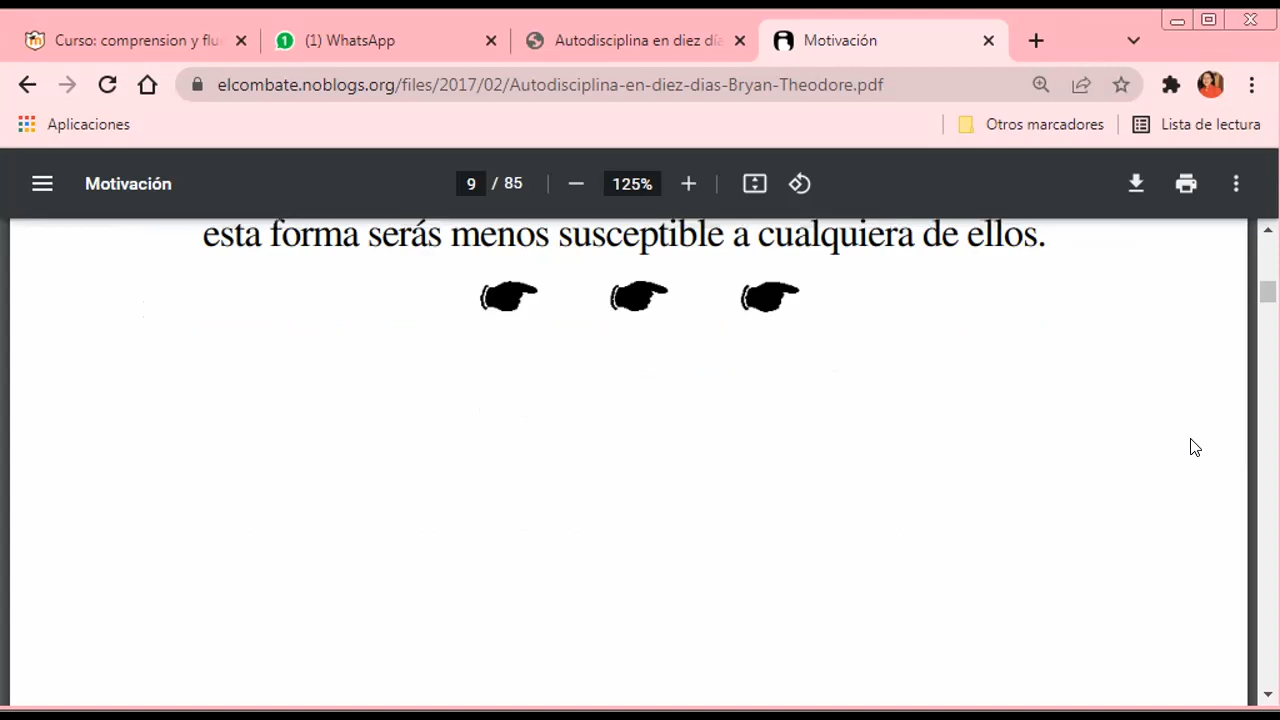 Curso: comprension y flu
(1) WhatsApp
Autodisciplina en diez día
Motivación
elcombate.noblogs.org/files/2017/02/Autodisciplina-en-diez-dias-Bryan-Theodore.pdf
Aplicaciones
Otros marcadores
Lista de lectura
Motivación
9 / 85
125%
esta forma serás menos susceptible a cualquiera de ellos.